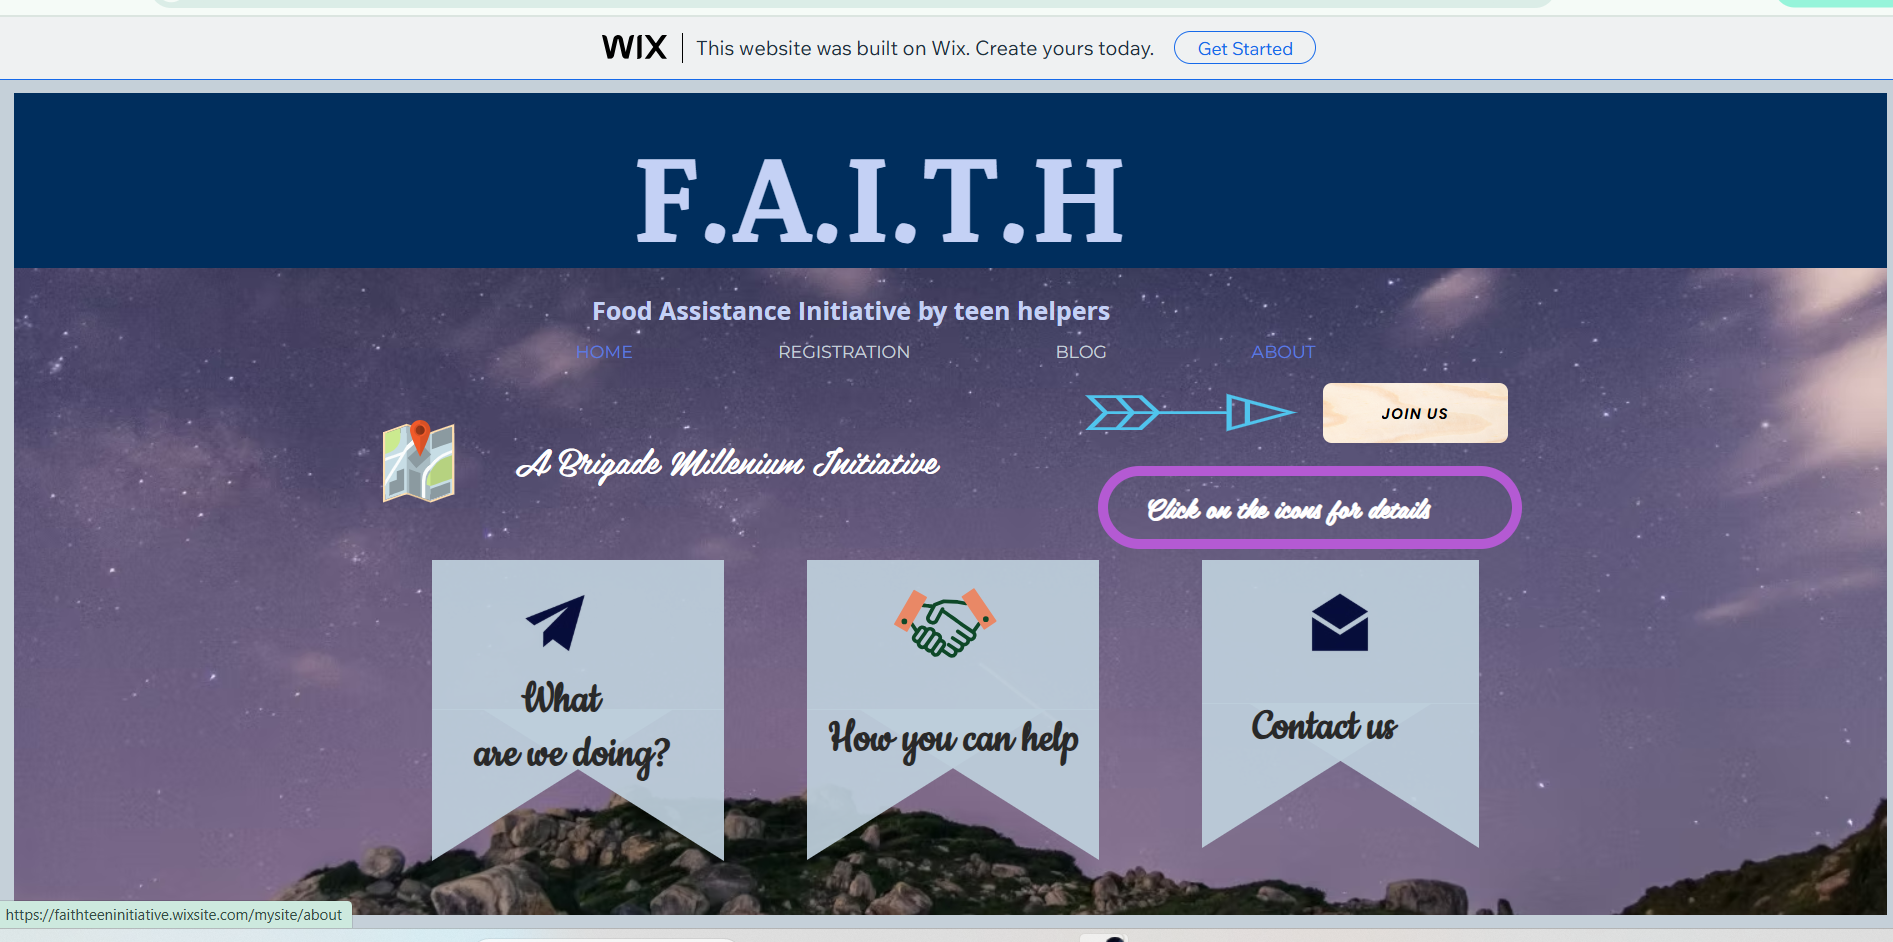 WIX
This website was built on Wix. Create yours today.
Get Started
F.A.I.T.H
Food Assistance Initiative by teen helpers
HOME
REGISTRATION
BLOG
ABOUT
JOIN US
A Brigade Millenium Initiative
Click on the icons for details
What
are we doing?
How you can help
Contact us
https://faithteeninitiative.wixsite.com/mysite/about